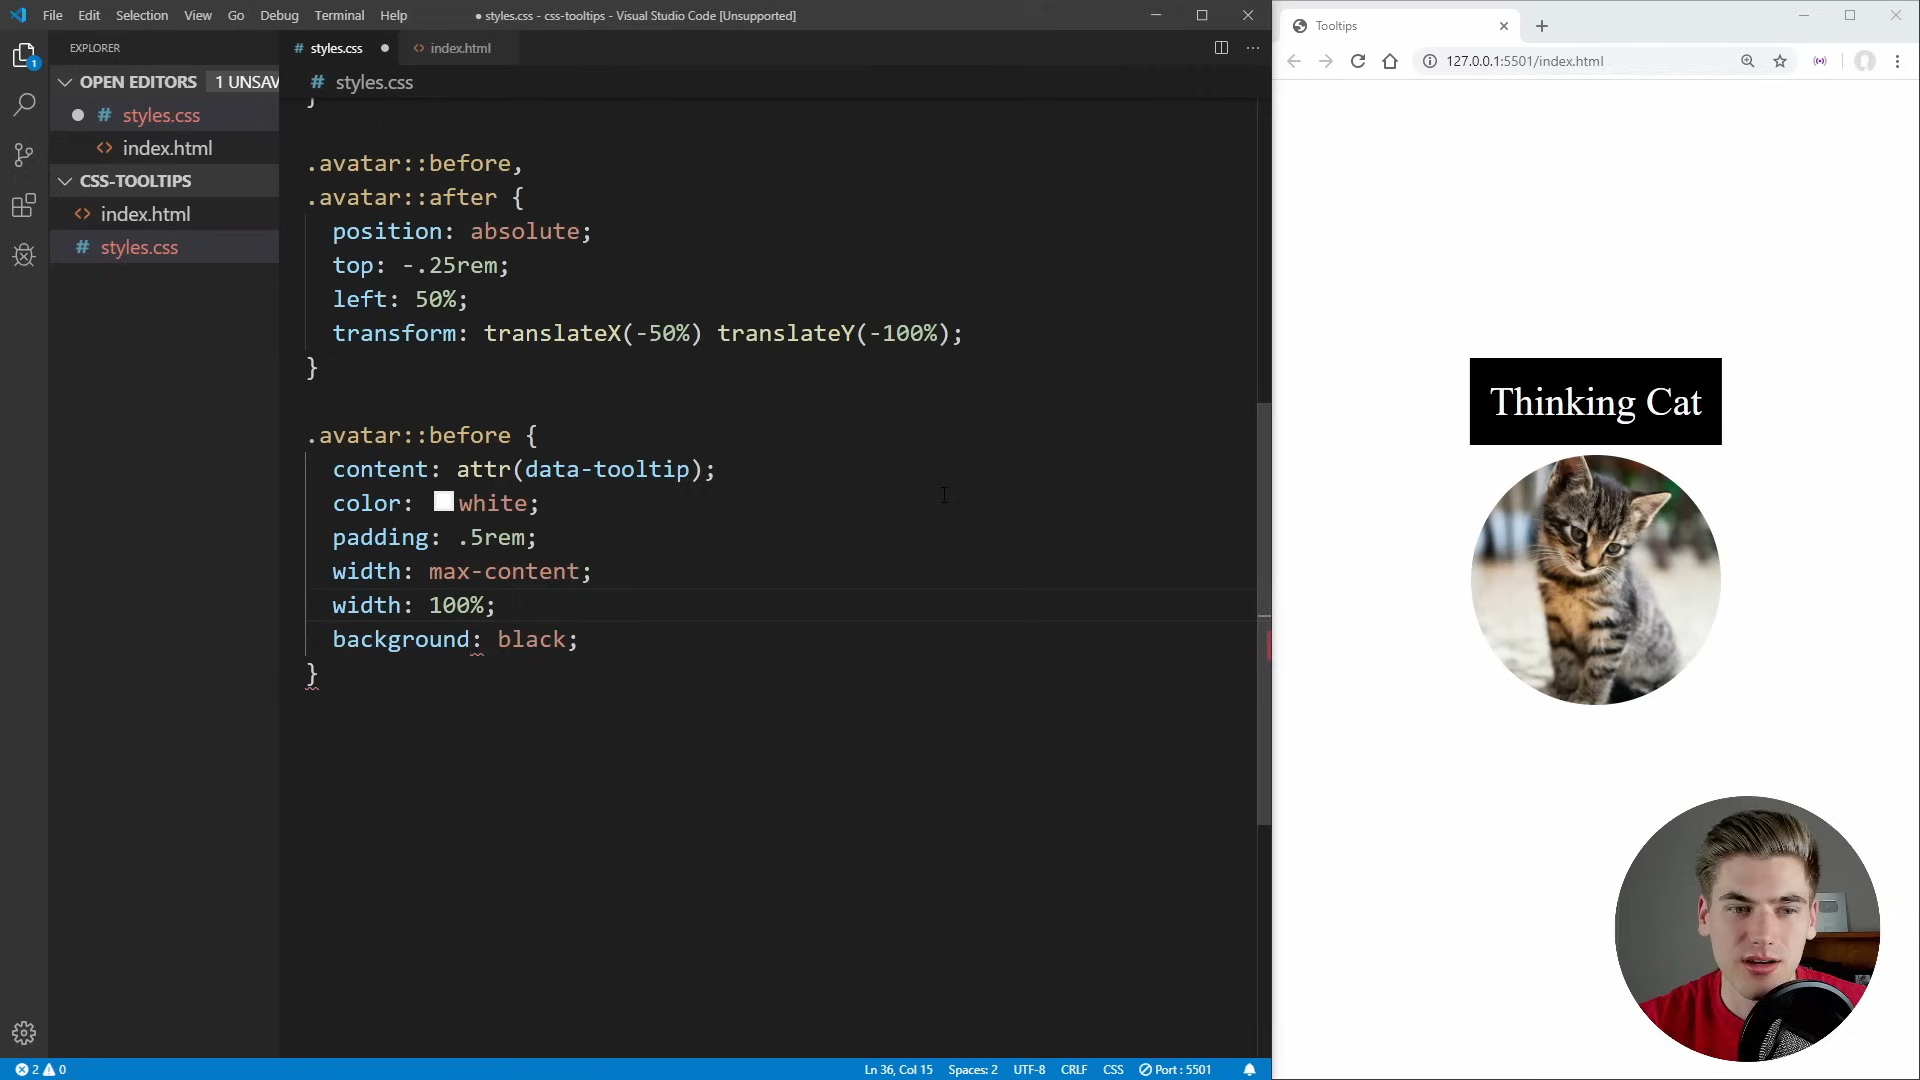 File Edit Selection View Go Debug Terminal Help
● styles.css - css-tooltips - Visual Studio Code [Unsupported]
EXPLORER
OPEN EDITORS 1 UNSAV
# styles.css
<> index.html
CSS-TOOLTIPS
<> index.html
# styles.css
# styles.css ●
<> index.html
# styles.css
}
.avatar::before,
.avatar::after {
position: absolute;
top: -.25rem;
left: 50%;
transform: translateX(-50%) translateY(-100%);
}
.avatar::before {
content: attr(data-tooltip);
color: white;
padding: .5rem;
width: max-content;
width: 100%;
background: black;
}
2 0
Ln 36, Col 15 Spaces: 2 UTF-8 CRLF CSS Port : 5501
1
Tooltips
127.0.0.1:5501/index.html
Thinking Cat